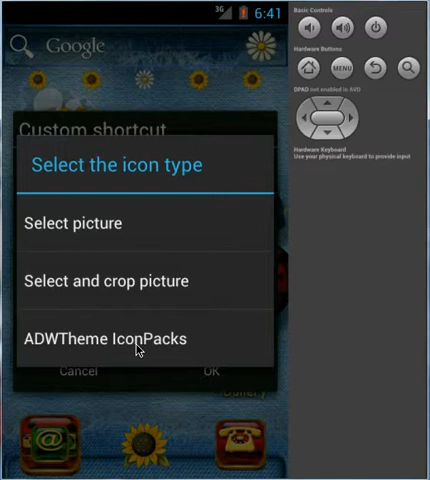 3G 6:41
Google
Custom shortcut
Select the icon type
Select picture
Select and crop picture
ADWTheme IconPacks
Cancel OK
Gallery
Basic Controls
Hardware Buttons
MENU
DPAD not enabled in AVD
Hardware Keyboard
Use your physical keyboard to provide input